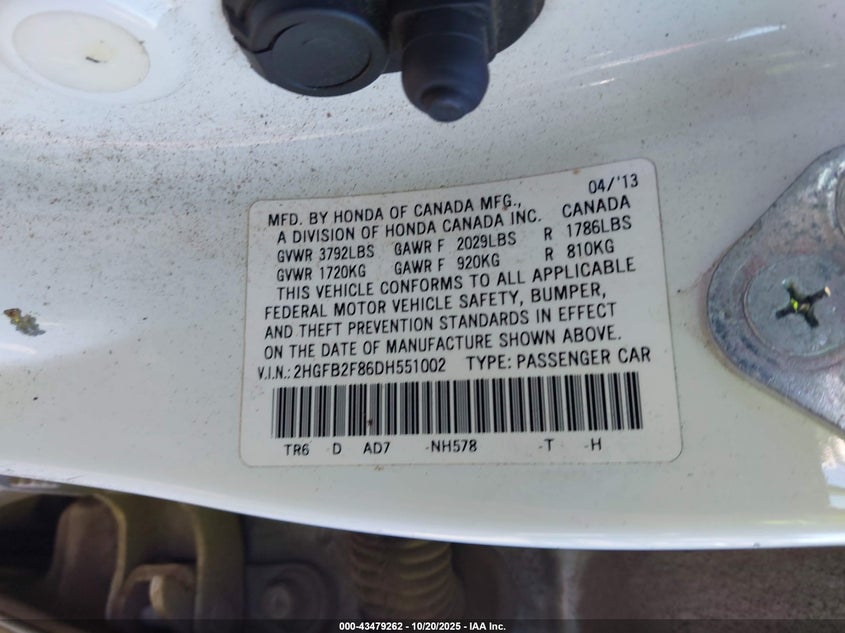 04/'13
MFD. BY HONDA OF CANADA MFG.,
A DIVISION OF HONDA CANADA INC. CANADA
GVWR 3792LBS GAWR F 2029LBS R 1786LBS
GVWR 1720KG GAWR F 920KG R 810KG
THIS VEHICLE CONFORMS TO ALL APPLICABLE
FEDERAL MOTOR VEHICLE SAFETY, BUMPER,
AND THEFT PREVENTION STANDARDS IN EFFECT
ON THE DATE OF MANUFACTURE SHOWN ABOVE.
V.I.N.: 2HGFB2F86DH551002 TYPE: PASSENGER CAR
TR6 D AD7 -NH578 -T -H
000-43479262 - 10/20/2025 - IAA Inc.